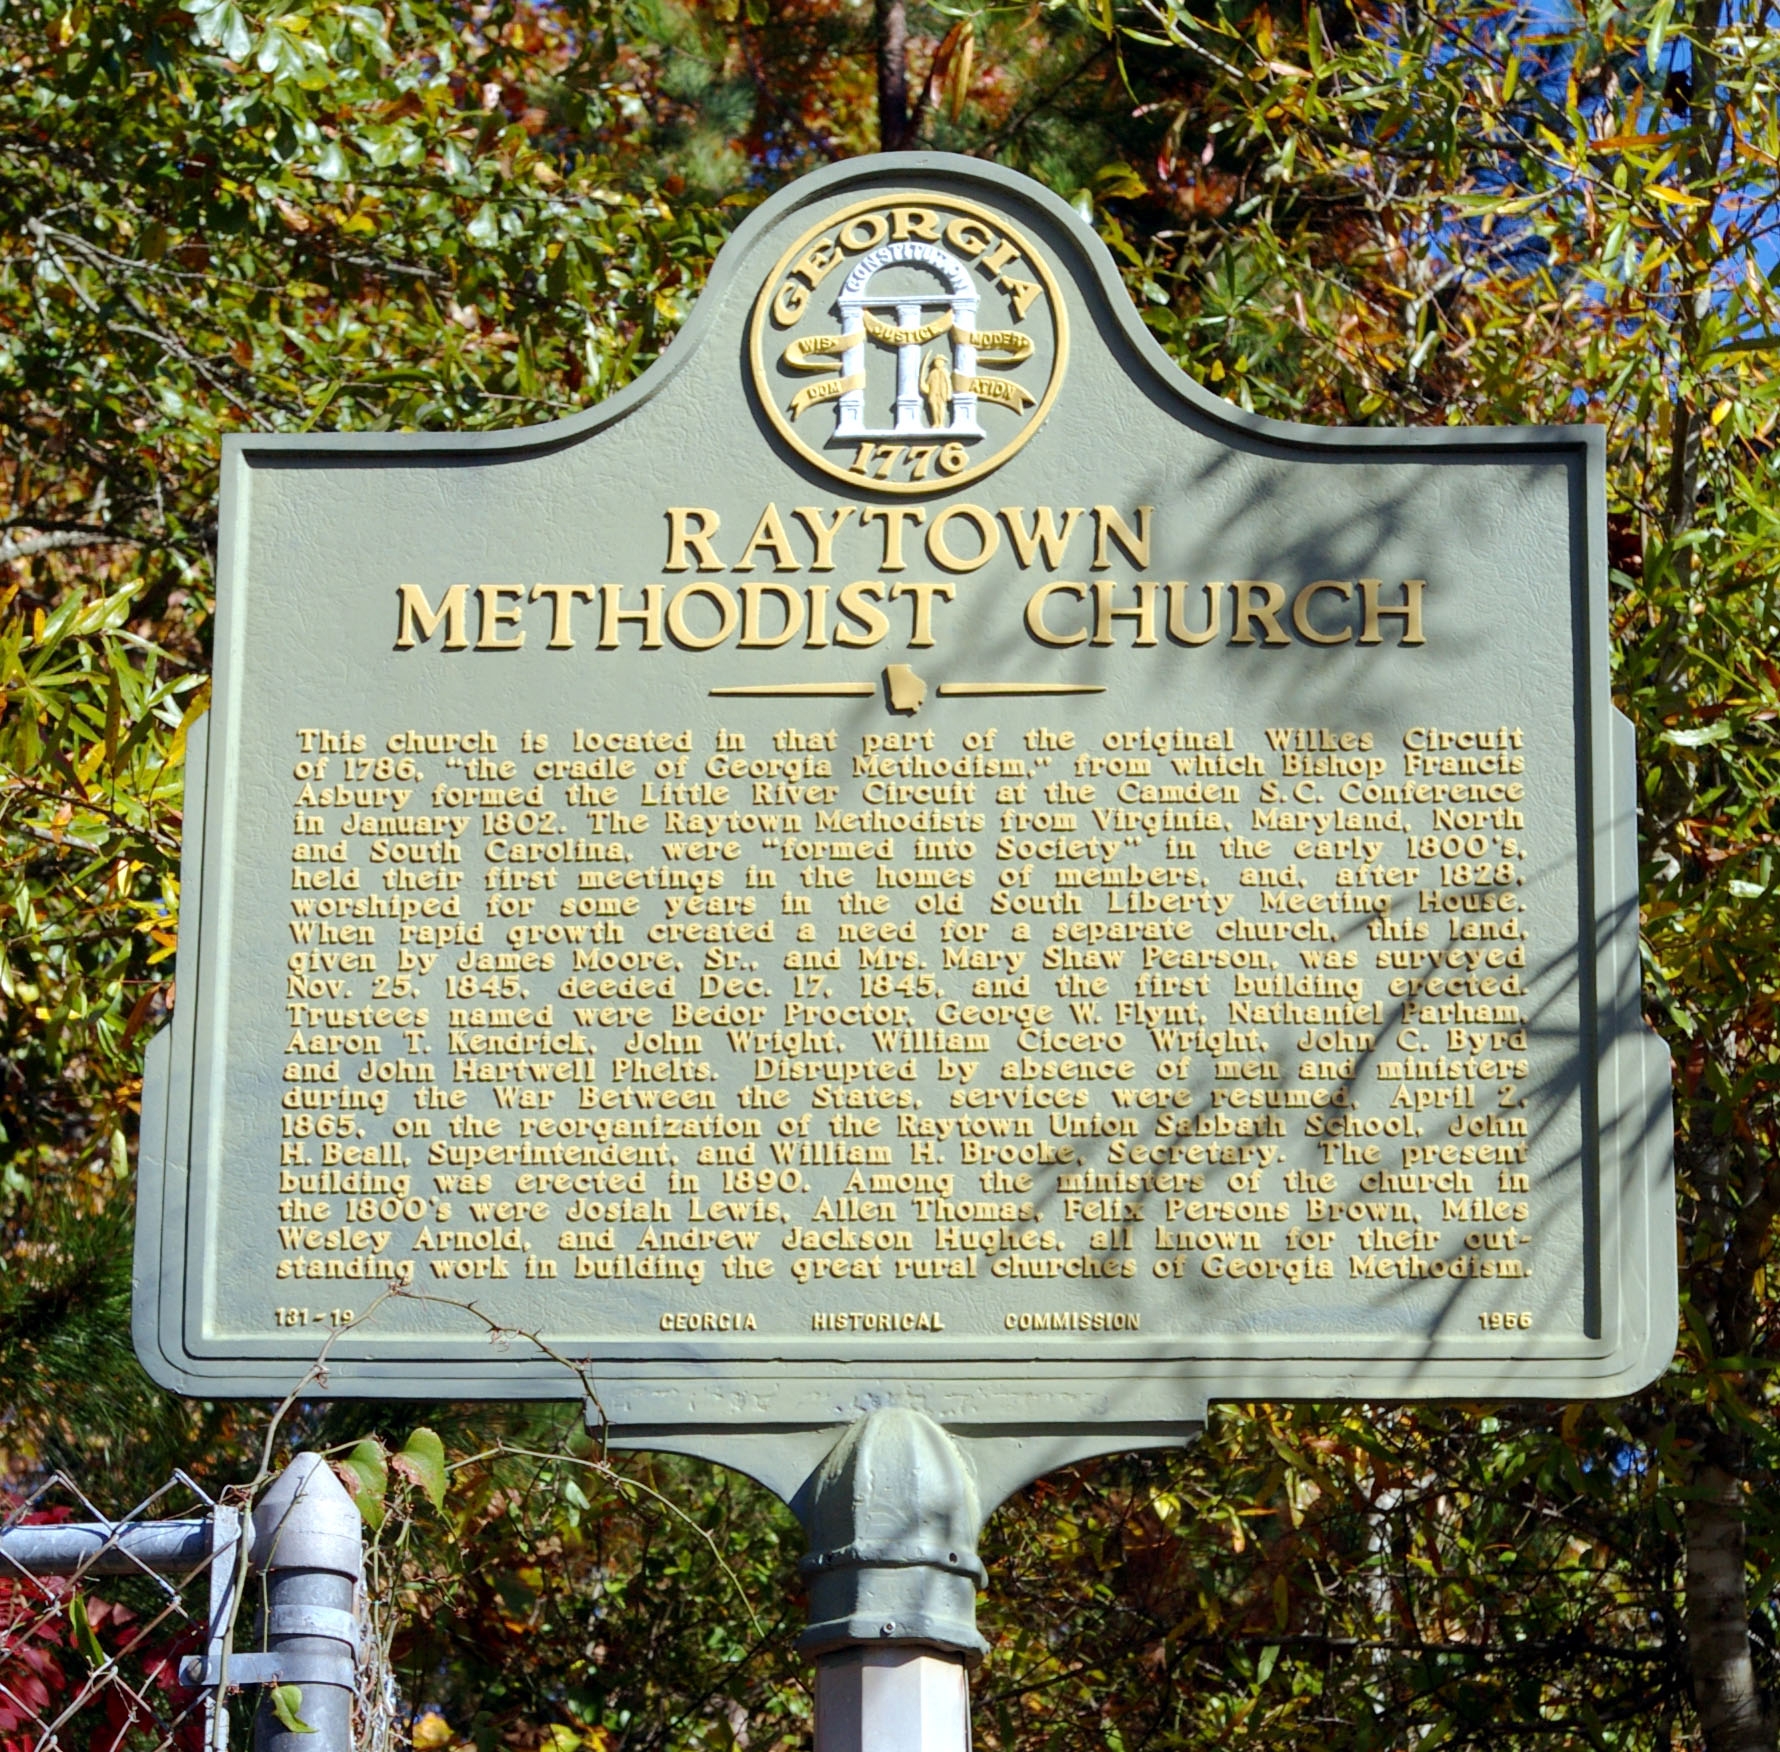 GEORGIA
CONSTITUTION
WIS- JUSTICE MODER-
DOM ATION
1776
RAYTOWN
METHODIST CHURCH
This church is located in that part of the original Wilkes Circuit
of 1786, "the cradle of Georgia Methodism," from which Bishop Francis
Asbury formed the Little River Circuit at the Camden S.C. Conference
in January 1802. The Raytown Methodists from Virginia, Maryland, North
and South Carolina, were "formed into Society" in the early 1800's,
held their first meetings in the homes of members, and, after 1828,
worshiped for some years in the old South Liberty Meeting House.
When rapid growth created a need for a separate church, this land,
given by James Moore, Sr., and Mrs. Mary Shaw Pearson, was surveyed
Nov. 25, 1845, deeded Dec. 17, 1845, and the first building erected.
Trustees named were Bedor Proctor, George W. Flynt, Nathaniel Parham,
Aaron T. Kendrick, John Wright, William Cicero Wright, John C. Byrd
and John Hartwell Phelts. Disrupted by absence of men and ministers
during the War Between the States, services were resumed, April 2,
1865, on the reorganization of the Raytown Union Sabbath School, John
H. Beall, Superintendent, and William H. Brooke, Secretary. The present
building was erected in 1890. Among the ministers of the church in
the 1800's were Josiah Lewis, Allen Thomas, Felix Persons Brown, Miles
Wesley Arnold, and Andrew Jackson Hughes, all known for their out-
standing work in building the great rural churches of Georgia Methodism.
131-19 GEORGIA HISTORICAL COMMISSION 1956